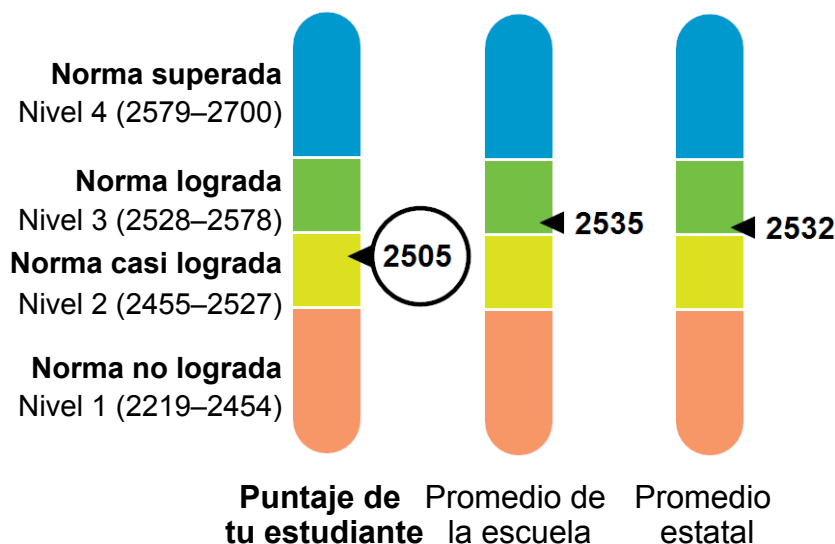 Norma superada
Nivel 4 (2579–2700)
Norma lograda
Nivel 3 (2528–2578)
Norma casi lograda
Nivel 2 (2455–2527)
Norma no lograda
Nivel 1 (2219–2454)
2505
2535
2532
Puntaje de
tu estudiante
Promedio de
la escuela
Promedio
estatal